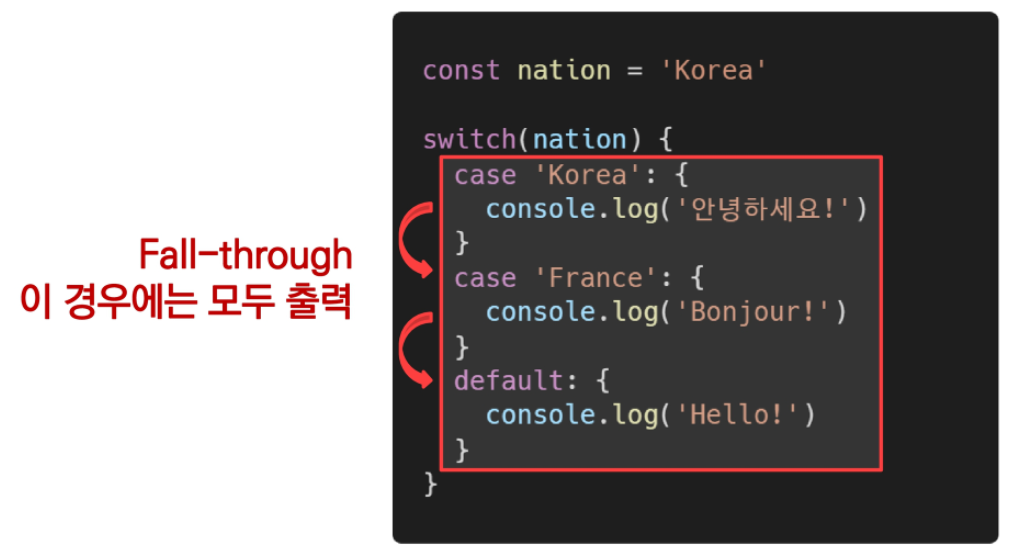 Fall-through
이 경우에는 모두 출력
const nation = 'Korea'
switch(nation) {
case 'Korea': {
console.log('안녕하세요!')
}
case 'France': {
console.log('Bonjour!')
}
default: {
console.log('Hello!')
}
}